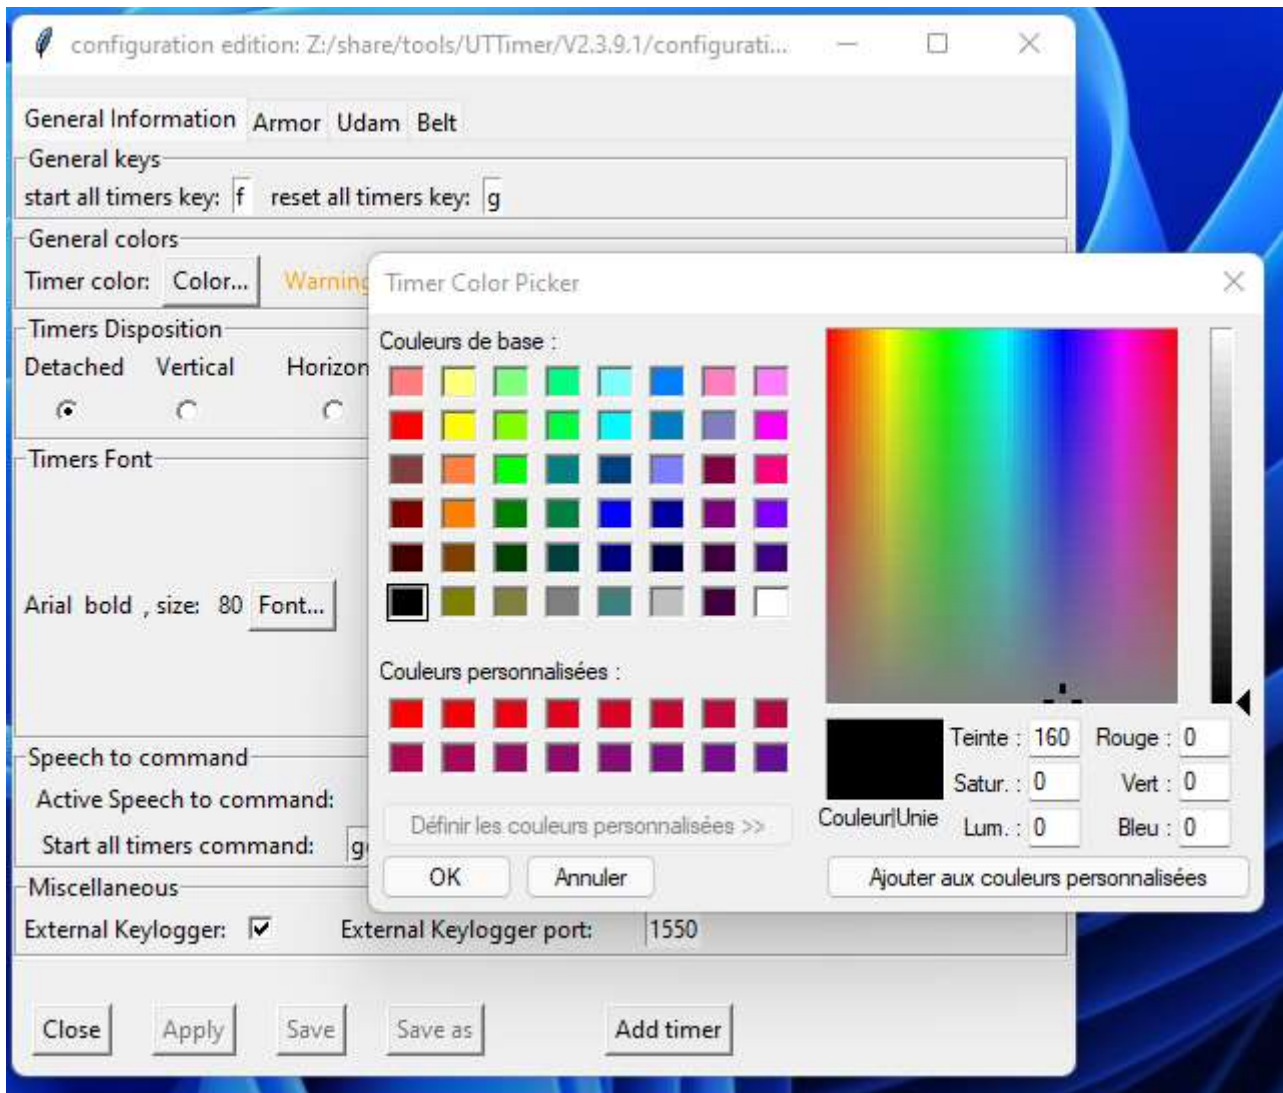 configuration edition: Z:/share/tools/UTTimer/V2.3.9.1/configurati...
General Information Armor Udam Belt
General keys
start all timers key: f reset all timers key: g
General colors
Timer color: Color... Warning
Timers Disposition
Detached Vertical Horizon
Timers Font
Arial bold , size: 80 Font...
Speech to command
Active Speech to command:
Start all timers command: g
Miscellaneous
External Keylogger: External Keylogger port: 1550
Close Apply Save Save as Add timer
Timer Color Picker
Couleurs de base :
Couleurs personnalisées :
Définir les couleurs personnalisées >>
OK Annuler
Teinte : 160 Rouge : 0
Satur. : 0 Vert : 0
Couleur|Unie Lum. : 0 Bleu : 0
Ajouter aux couleurs personnalisées